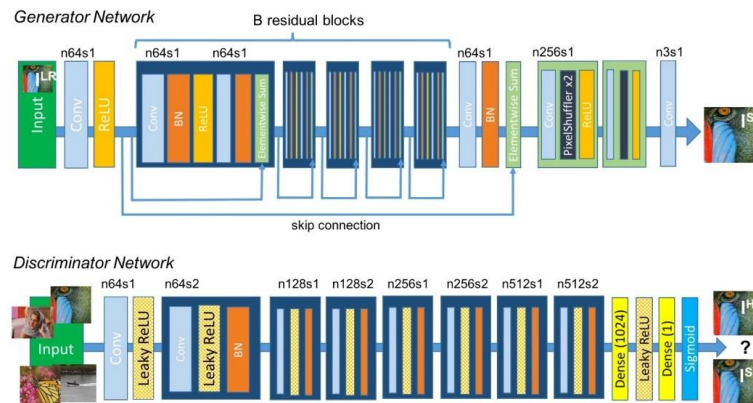 Generator Network
B residual blocks
n64s1
n64s1 n64s1
n64s1
n256s1
n3s1
I LR
Input
Conv
ReLU
Conv
BN
ReLU
Elementwise Sum
Conv
BN
Elementwise Sum
Conv
PixelShuffler x2
ReLU
Conv
I S
skip connection
Discriminator Network
n64s1
n64s2
n128s1 n128s2 n256s1 n256s2 n512s1 n512s2
Input
Conv
Leaky ReLU
Conv
Leaky ReLU
BN
Dense (1024)
Leaky ReLU
Dense (1)
Sigmoid
I H
?
I S